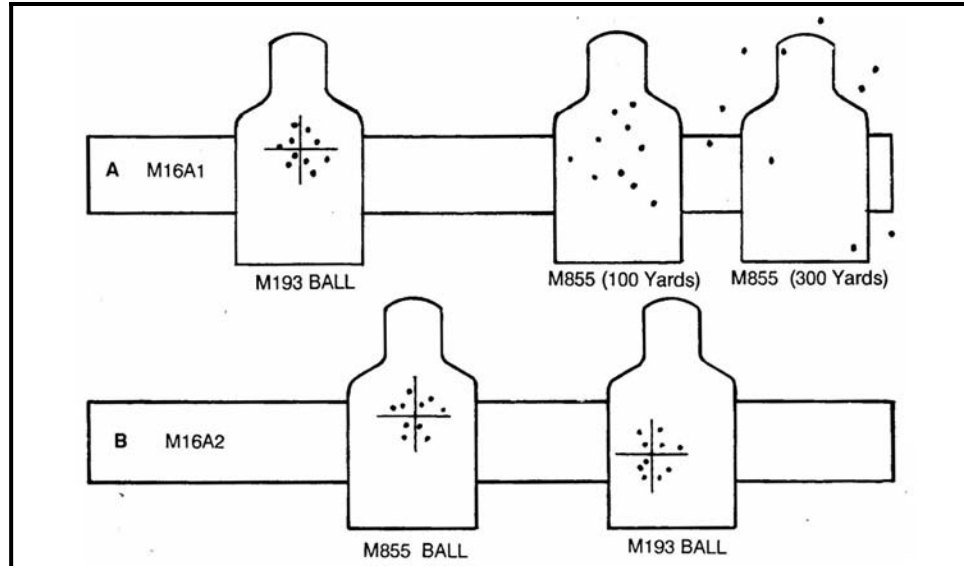 A M16A1
M193 BALL
M855 (100 Yards)
M855 (300 Yards)
B M16A2
M855 BALL
M193 BALL